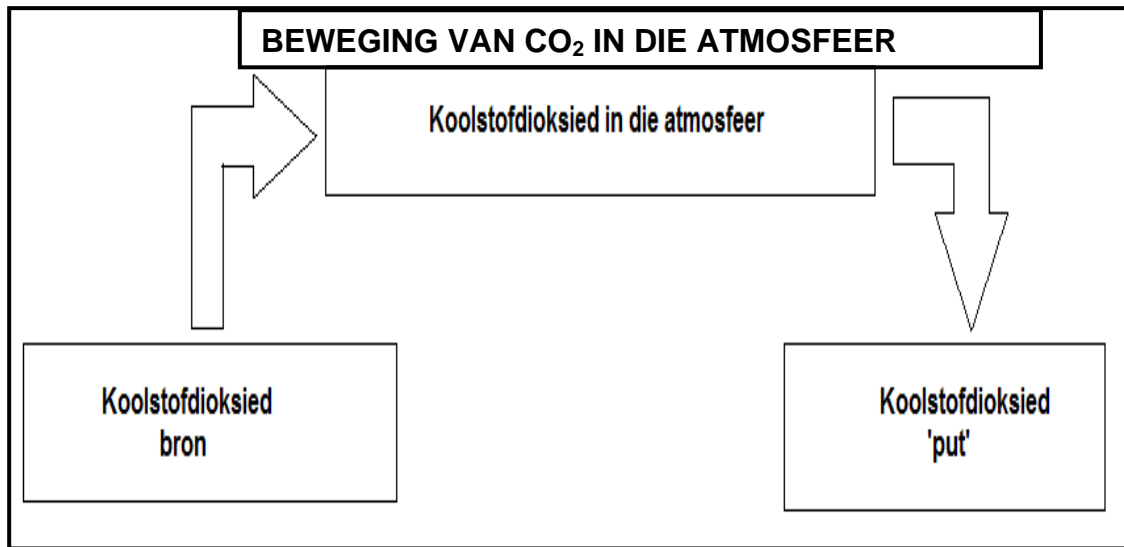 BEWEGING VAN CO₂ IN DIE ATMOSFEER
Koolstofdioksied in die atmosfeer
Koolstofdioksied
bron
Koolstofdioksied
'put'